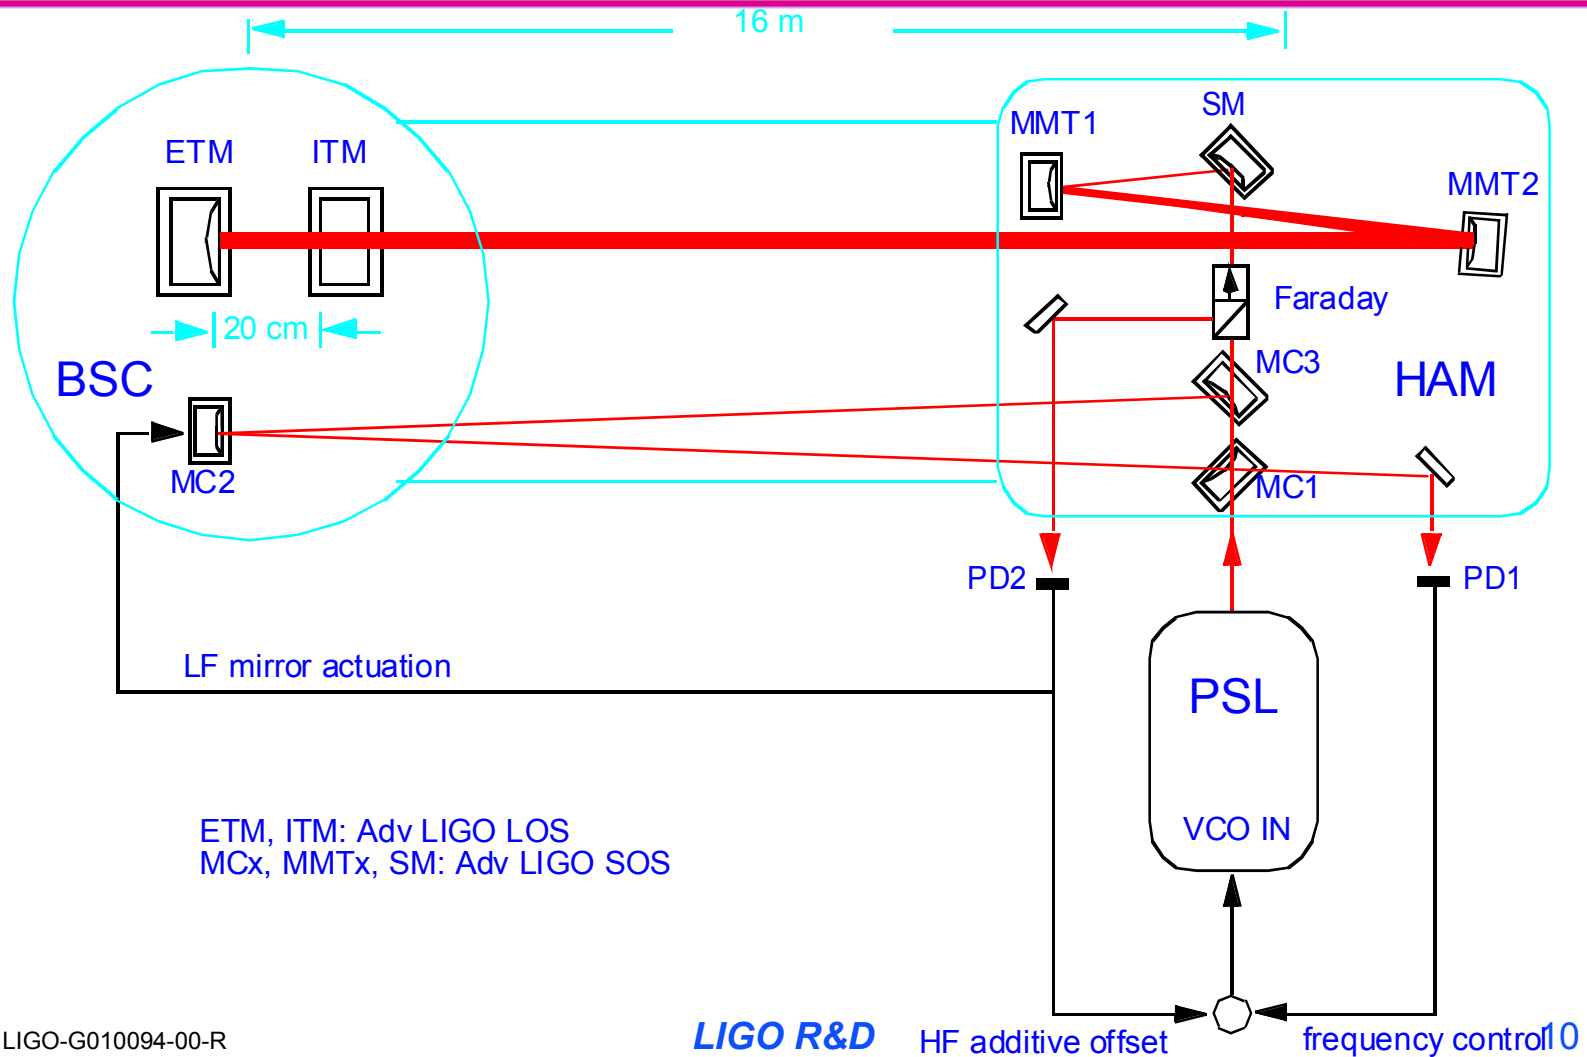 16 m
SM
MMT1
ETM
ITM
MMT2
Faraday
20 cm
MC3
BSC
HAM
MC2
MC1
PD2
PD1
LF mirror actuation
PSL
VCO IN
ETM, ITM: Adv LIGO LOS
MCx, MMTx, SM: Adv LIGO SOS
LIGO-G010094-00-R
LIGO R&D
HF additive offset
frequency control
10